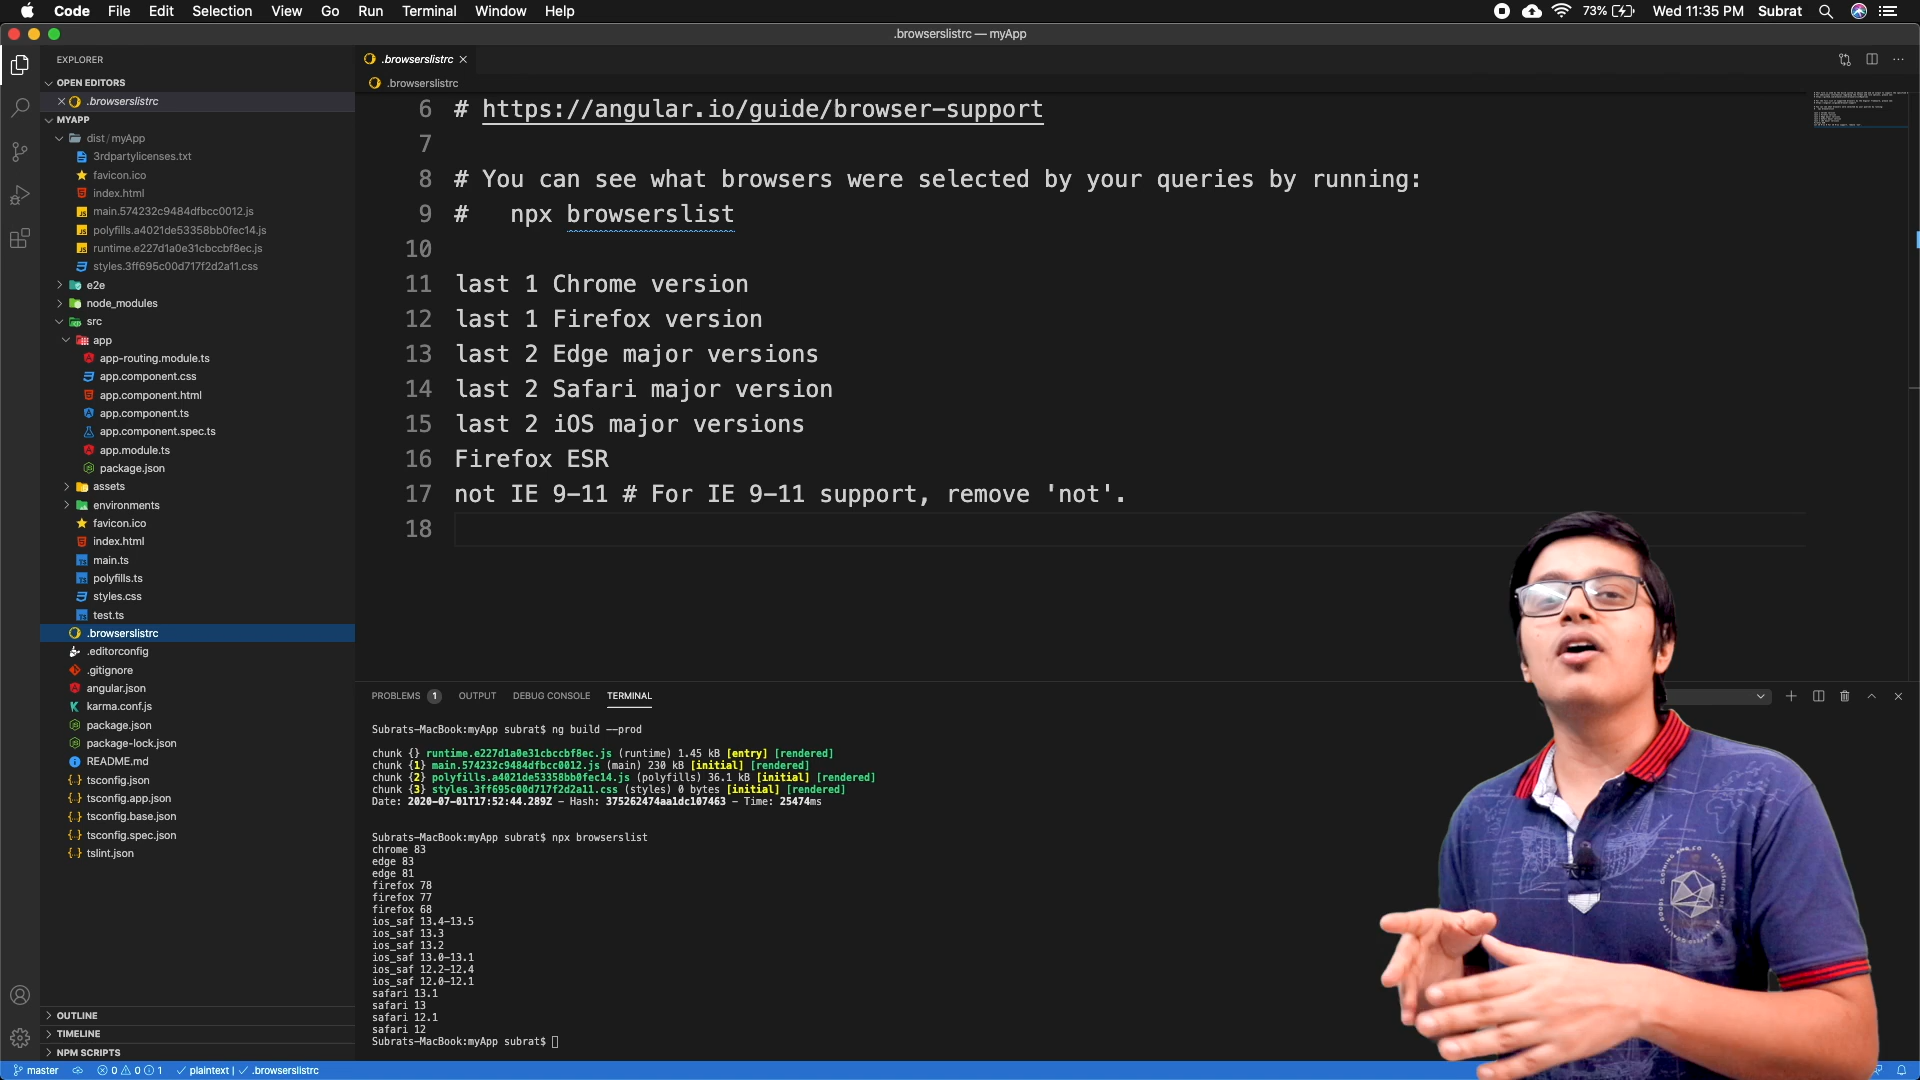 Code File Edit Selection View Go Run Terminal Window Help 73% Wed 11:35 PM Subrat
.browserslistrc — myApp
EXPLORER
OPEN EDITORS
.browserslistrc
MYAPP
dist/myApp
3rdpartylicenses.txt
favicon.ico
index.html
main.574232c9484dfbcc0012.js
polyfills.a4021de53358bb0fec14.js
runtime.e227d1a0e31cbccbf8ec.js
styles.3ff695c00d717f2d2a11.css
e2e
node_modules
src
app
app-routing.module.ts
app.component.css
app.component.html
app.component.ts
app.component.spec.ts
app.module.ts
package.json
assets
environments
favicon.ico
index.html
main.ts
polyfills.ts
styles.css
test.ts
.browserslistrc
.editorconfig
.gitignore
angular.json
karma.conf.js
package.json
package-lock.json
README.md
tsconfig.json
tsconfig.app.json
tsconfig.base.json
tsconfig.spec.json
tslint.json
OUTLINE
TIMELINE
NPM SCRIPTS
.browserslistrc
.browserslistrc
6 # https://angular.io/guide/browser-support
7
8 # You can see what browsers were selected by your queries by running:
9 #   npx browserslist
10
11 last 1 Chrome version
12 last 1 Firefox version
13 last 2 Edge major versions
14 last 2 Safari major version
15 last 2 iOS major versions
16 Firefox ESR
17 not IE 9-11 # For IE 9-11 support, remove 'not'.
18
PROBLEMS 1 OUTPUT DEBUG CONSOLE TERMINAL
Subrats-MacBook:myApp subrat$ ng build --prod
chunk {} runtime.e227d1a0e31cbccbf8ec.js (runtime) 1.45 kB [entry] [rendered]
chunk {1} main.574232c9484dfbcc0012.js (main) 230 kB [initial] [rendered]
chunk {2} polyfills.a4021de53358bb0fec14.js (polyfills) 36.1 kB [initial] [rendered]
chunk {3} styles.3ff695c00d717f2d2a11.css (styles) 0 bytes [initial] [rendered]
Date: 2020-07-01T17:52:44.289Z - Hash: 375262474aa1dc107463 - Time: 25474ms
Subrats-MacBook:myApp subrat$ npx browserslist
chrome 83
edge 83
edge 81
firefox 78
firefox 77
firefox 68
ios_saf 13.4-13.5
ios_saf 13.3
ios_saf 13.2
ios_saf 13.0-13.1
ios_saf 12.2-12.4
ios_saf 12.0-12.1
safari 13.1
safari 13
safari 12.1
safari 12
Subrats-MacBook:myApp subrat$
master 0 0 1 plaintext | .browserslistrc